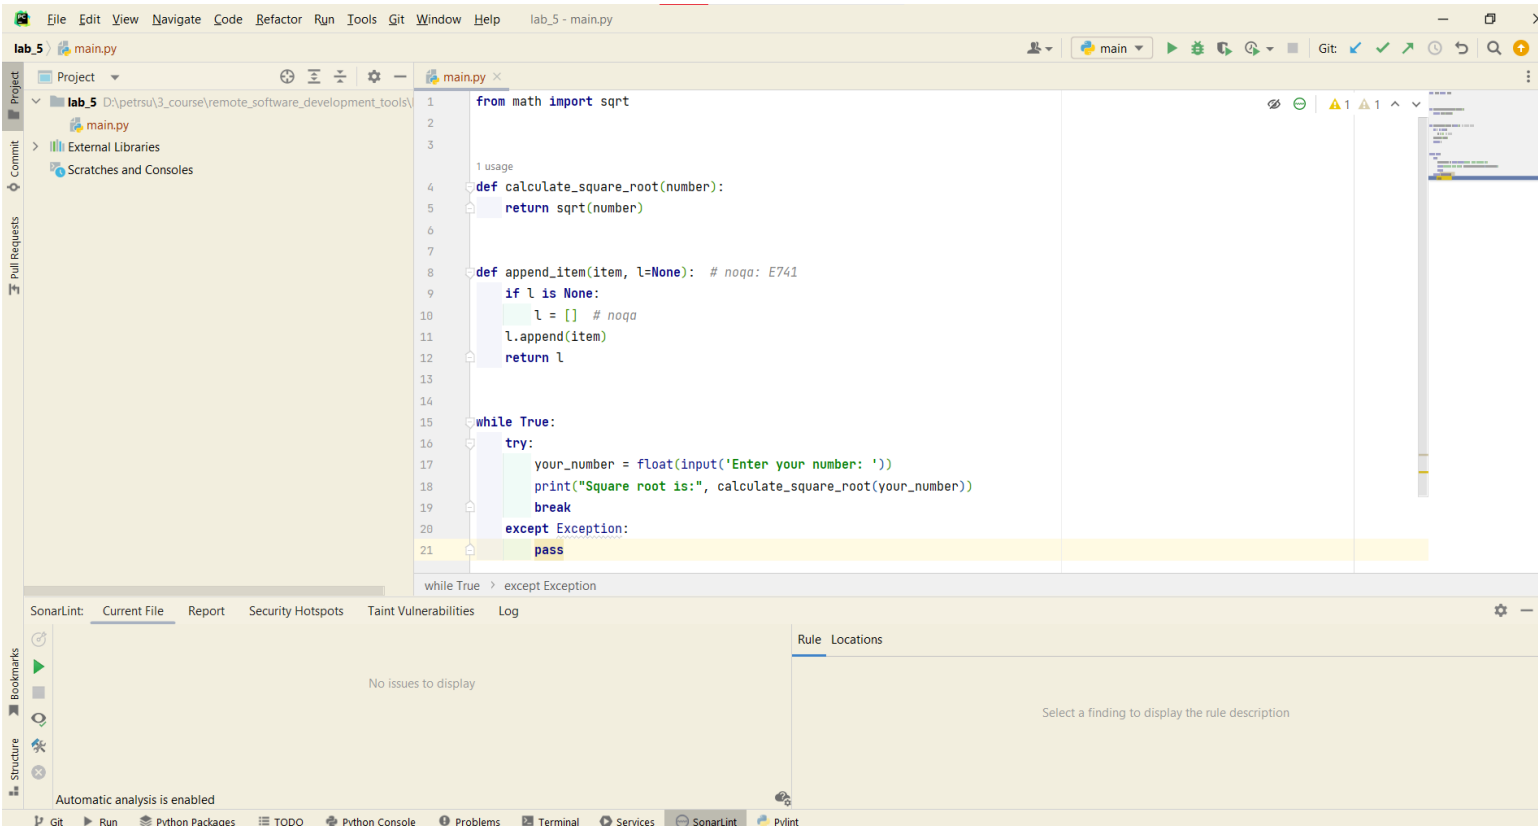 PC File Edit View Navigate Code Refactor Run Tools Git Window Help lab_5 - main.py
lab_5 main.py main Git:
Project main.py
lab_5 D:\petrsu\3_course\remote_software_development_tools\
main.py
External Libraries
Scratches and Consoles
Project
Commit
Pull Requests
Bookmarks
Structure
1 from math import sqrt
2
3
1 usage
4 def calculate_square_root(number):
5 return sqrt(number)
6
7
8 def append_item(item, l=None): # noqa: E741
9 if l is None:
10 l = [] # noqa
11 l.append(item)
12 return l
13
14
15 while True:
16 try:
17 your_number = float(input('Enter your number: '))
18 print("Square root is:", calculate_square_root(your_number))
19 break
20 except Exception:
21 pass
1 1
while True > except Exception
SonarLint: Current File Report Security Hotspots Taint Vulnerabilities Log
Rule Locations
No issues to display
Select a finding to display the rule description
Automatic analysis is enabled
Git Run Python Packages TODO Python Console Problems Terminal Services SonarLint Pylint